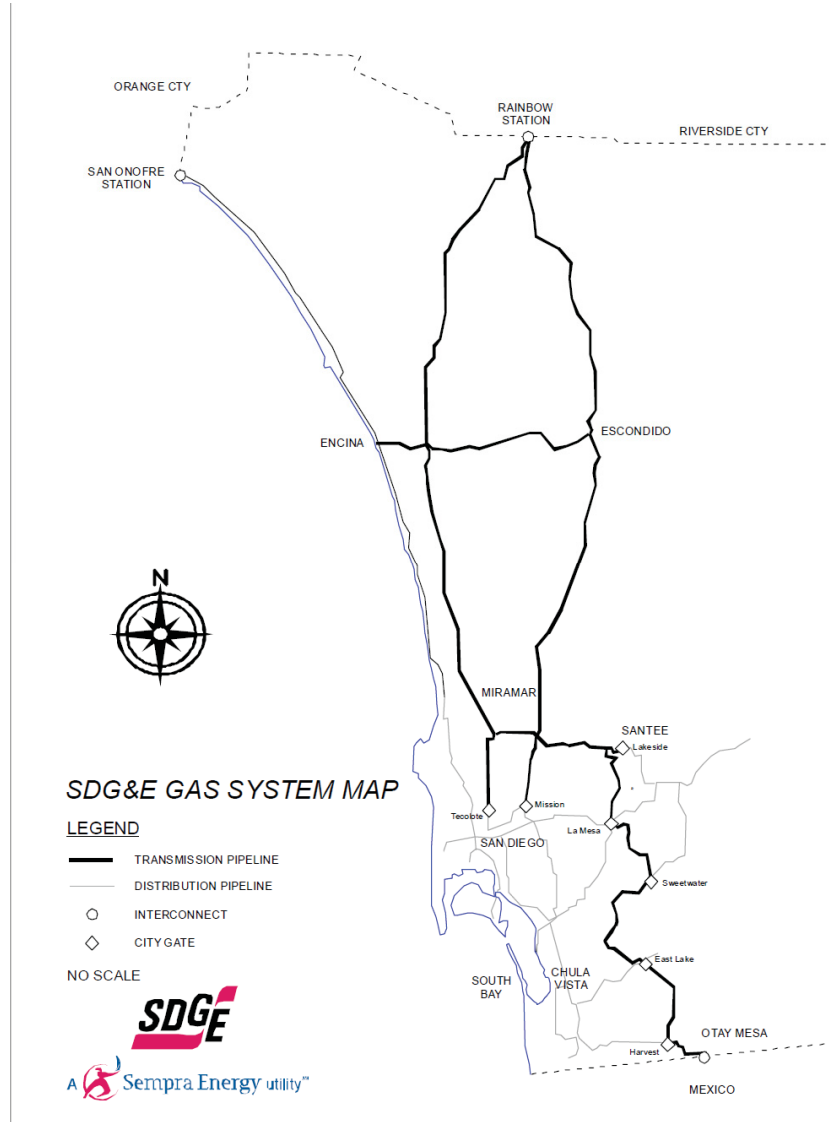 ORANGE CTY
RAINBOW
STATION
RIVERSIDE CTY
SAN ONOFRE
STATION
ENCINA
ESCONDIDO
N
MIRAMAR
SANTEE
Lakeside
SDG&E GAS SYSTEM MAP
LEGEND
TRANSMISSION PIPELINE
DISTRIBUTION PIPELINE
INTERCONNECT
CITY GATE
NO SCALE
Tecolote
Mission
La Mesa
SAN DIEGO
Sweetwater
East Lake
SOUTH
BAY
CHULA
VISTA
OTAY MESA
Harvest
MEXICO
SDGE
A Sempra Energy utility™